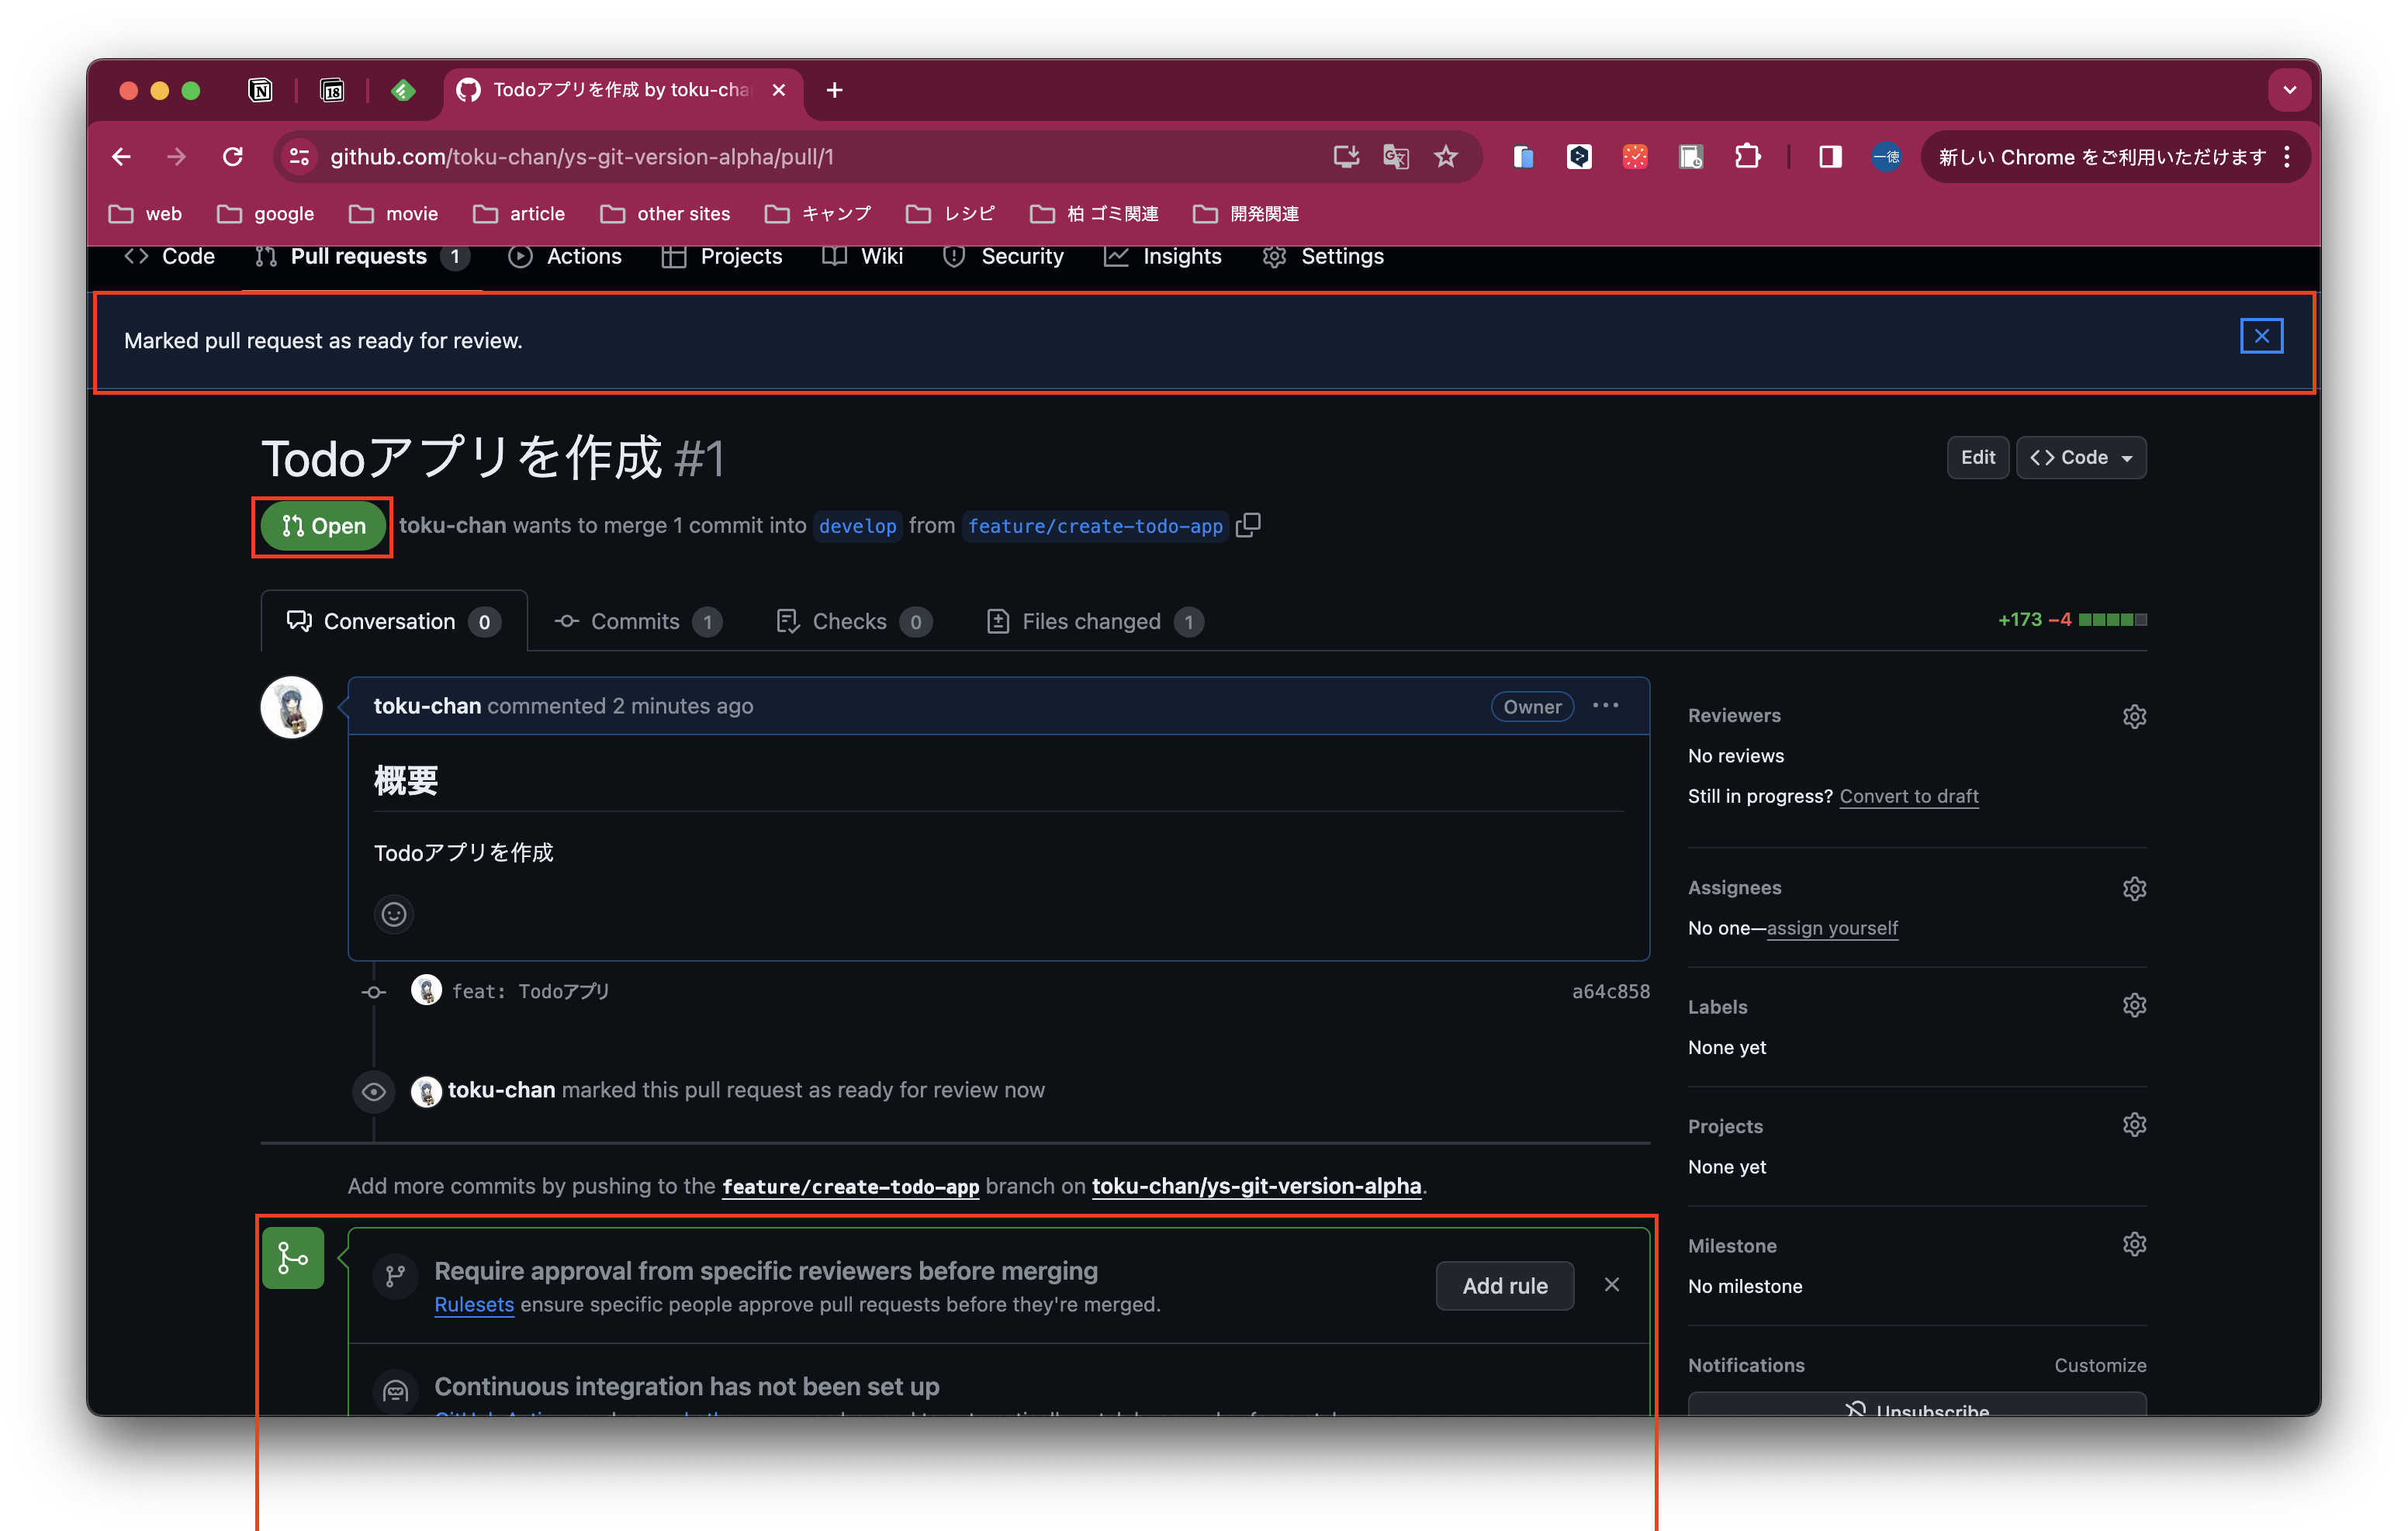 Todoアプリを作成 by toku-cha
github.com/toku-chan/ys-git-version-alpha/pull/1
一徳
新しい Chrome をご利用いただけます
web
google
movie
article
other sites
キャンプ
レシピ
柏 ゴミ関連
開発関連
Code
Pull requests 1
Actions
Projects
Wiki
Security
Insights
Settings
Marked pull request as ready for review.
Todoアプリを作成 #1
Edit
Code
Open
toku-chan wants to merge 1 commit into develop from feature/create-todo-app
Conversation 0
Commits 1
Checks 0
Files changed 1
+173 −4
toku-chan commented 2 minutes ago
Owner
概要
Todoアプリを作成
feat: Todoアプリ
a64c858
toku-chan marked this pull request as ready for review now
Add more commits by pushing to the feature/create-todo-app branch on toku-chan/ys-git-version-alpha.
Require approval from specific reviewers before merging
Rulesets ensure specific people approve pull requests before they're merged.
Add rule
Continuous integration has not been set up
Reviewers
No reviews
Still in progress? Convert to draft
Assignees
No one—assign yourself
Labels
None yet
Projects
None yet
Milestone
No milestone
Notifications
Customize
Unsubscribe